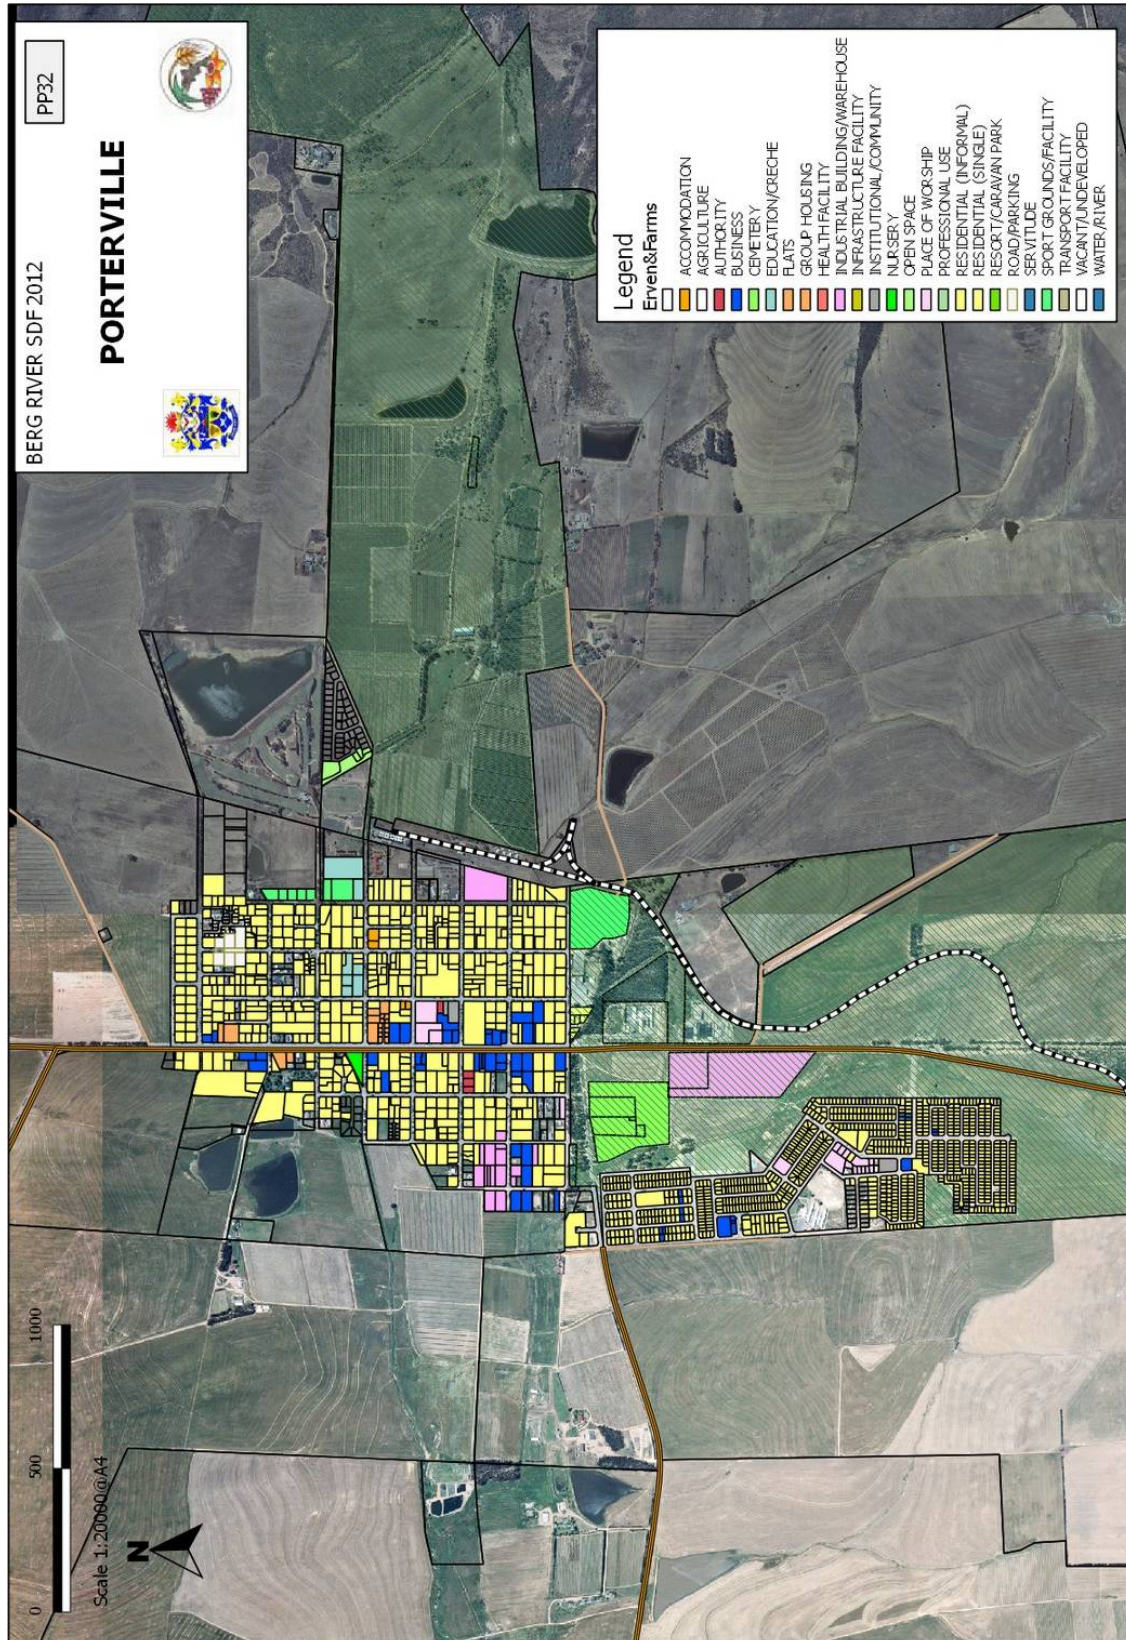 BERG RIVER SDF 2012
PP32
PORTERVILLE
Legend
Erven&Farms
ACCOMMODATION
AGRICULTURE
AUTHORITY
BUSINESS
CEMETERY
EDUCATION/CRECHE
FLATS
GROUP HOUSING
HEALTH FACILITY
INDUSTRIAL BUILDING/WAREHOUSE
INFRASTRUCTURE FACILITY
INSTITUTIONAL/COMMUNITY
NURSERY
OPEN SPACE
PLACE OF WORSHIP
PROFESSIONAL USE
RESIDENTIAL (INFORMAL)
RESIDENTIAL (SINGLE)
RESORT/CARAVAN PARK
ROAD/PARKING
SERVITUDE
SPORT GROUNDS/FACILITY
TRANSPORT FACILITY
VACANT/UNDEVELOPED
WATER/RIVER
0 500 1000
Scale 1:20000@A4
N